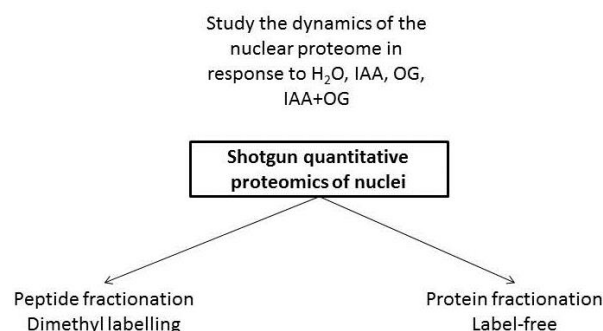 Study the dynamics of the
nuclear proteome in
response to H₂O, IAA, OG,
IAA+OG
Shotgun quantitative
proteomics of nuclei
Peptide fractionation
Dimethyl labelling
Protein fractionation
Label-free